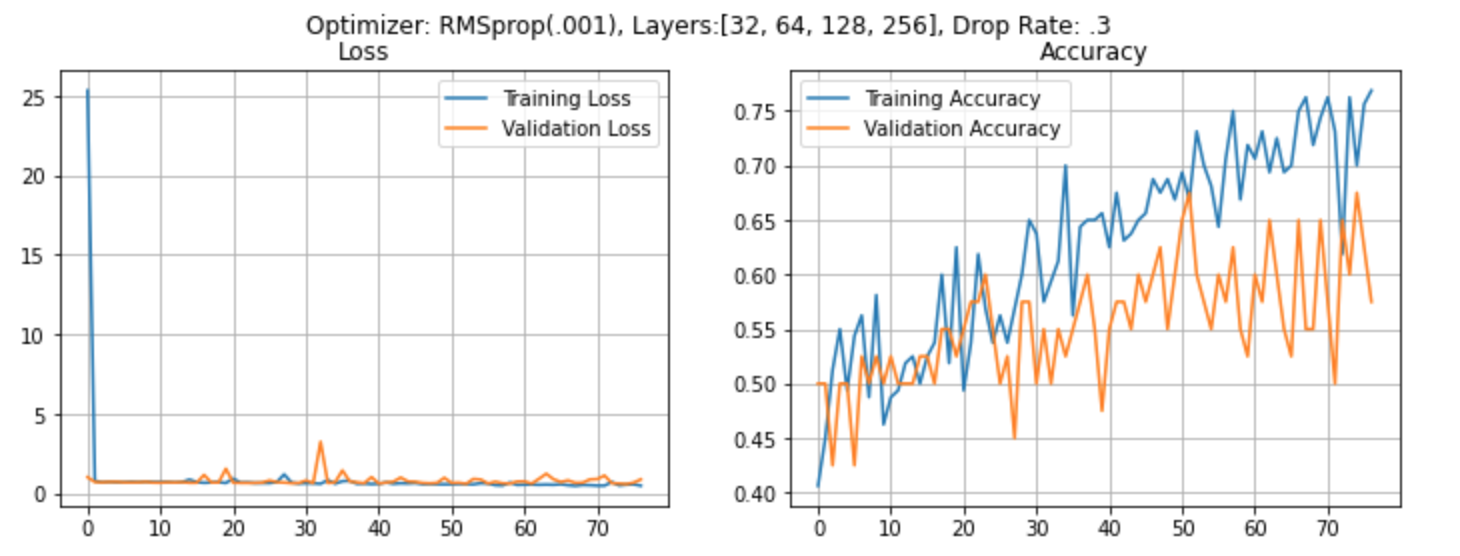 Optimizer: RMSprop(.001), Layers:[32, 64, 128, 256], Drop Rate: .3
Loss
Training Loss
Validation Loss
25
20
15
10
5
0
0 10 20 30 40 50 60 70
Accuracy
Training Accuracy
Validation Accuracy
0.75
0.70
0.65
0.60
0.55
0.50
0.45
0.40
0 10 20 30 40 50 60 70